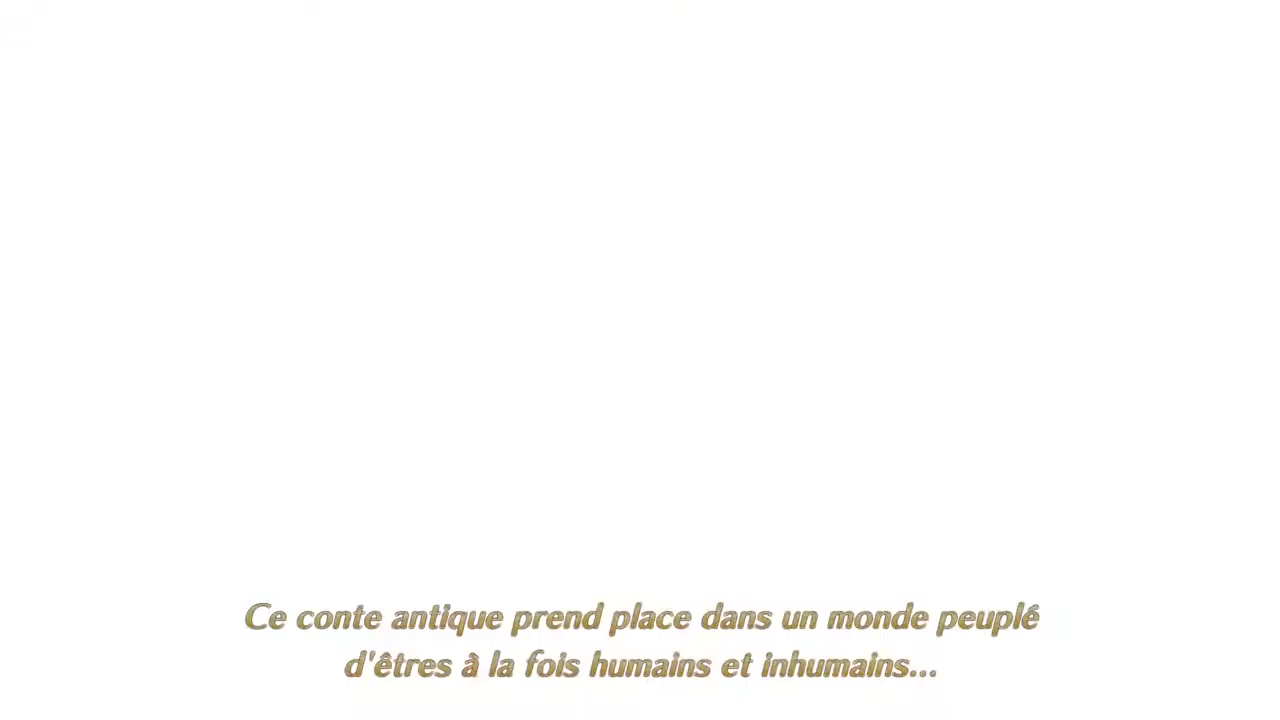 Ce conte antique prend place dans un monde peuplé
d'êtres à la fois humains et inhumains...